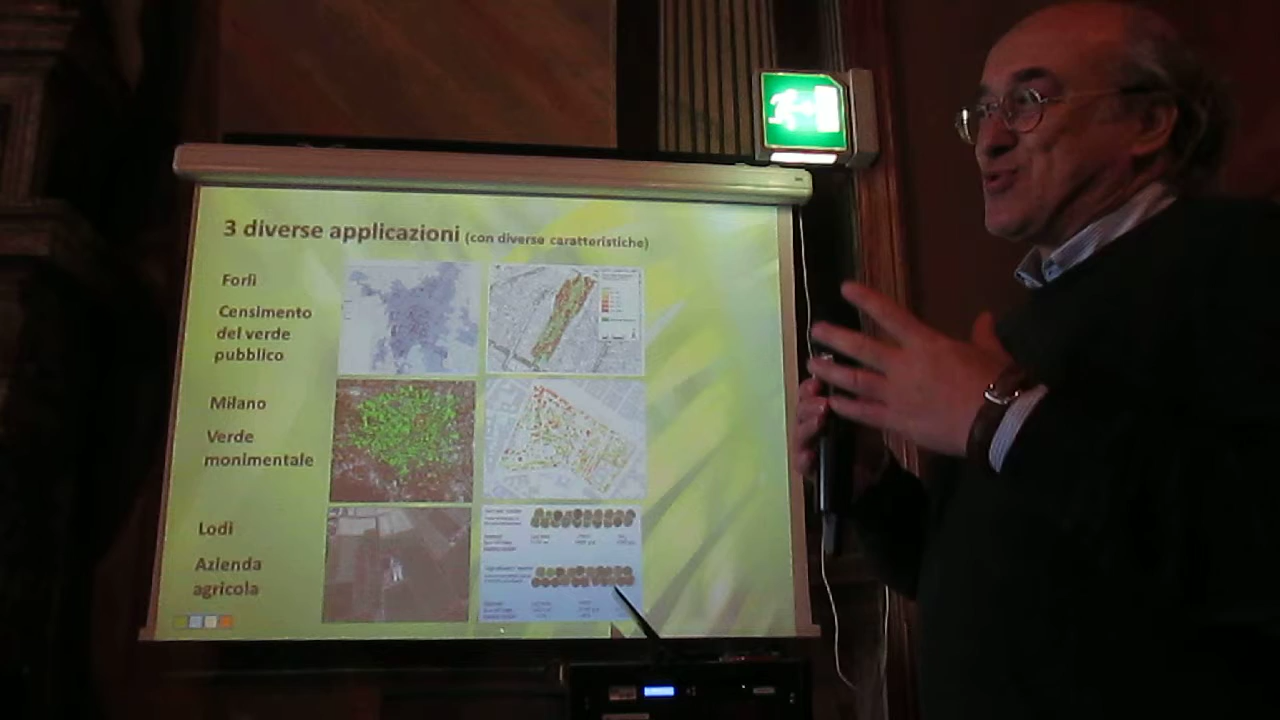 3 diverse applicazioni (con diverse caratteristiche)
Forlì
Censimento
del verde
pubblico
Milano
Verde
monimentale
Lodi
Azienda
agricola